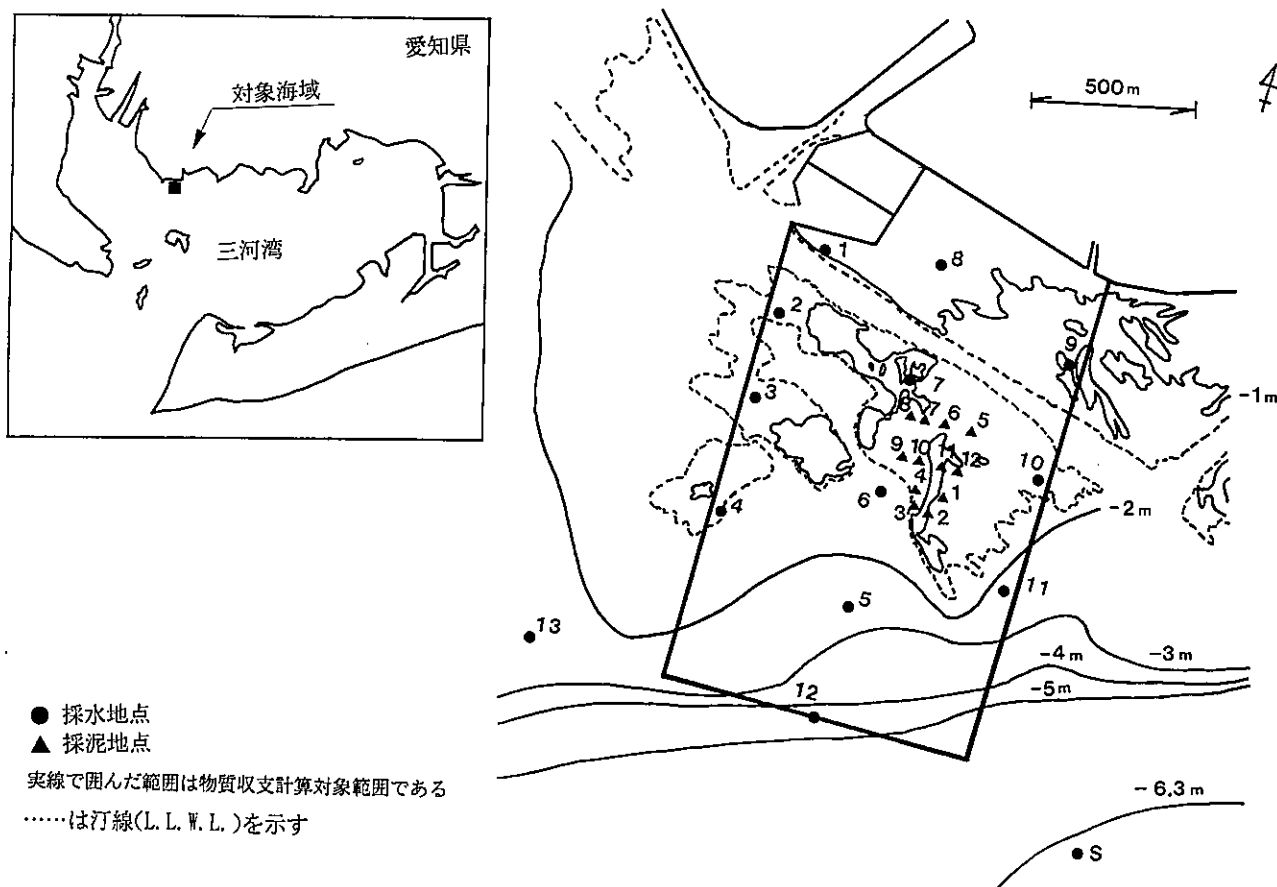 愛知県
対象海域
三河湾
500m
1
8
2
9
3
7
8 7 6 5
-1m
9 10 11 12
10
4
6
4
1
3 2
-2m
11
5
13
-4m
-3m
-5m
12
● 採水地点
▲ 採泥地点
実線で囲んだ範囲は物質収支計算対象範囲である
……は汀線(L.L.W.L.)を示す
-6.3m
S